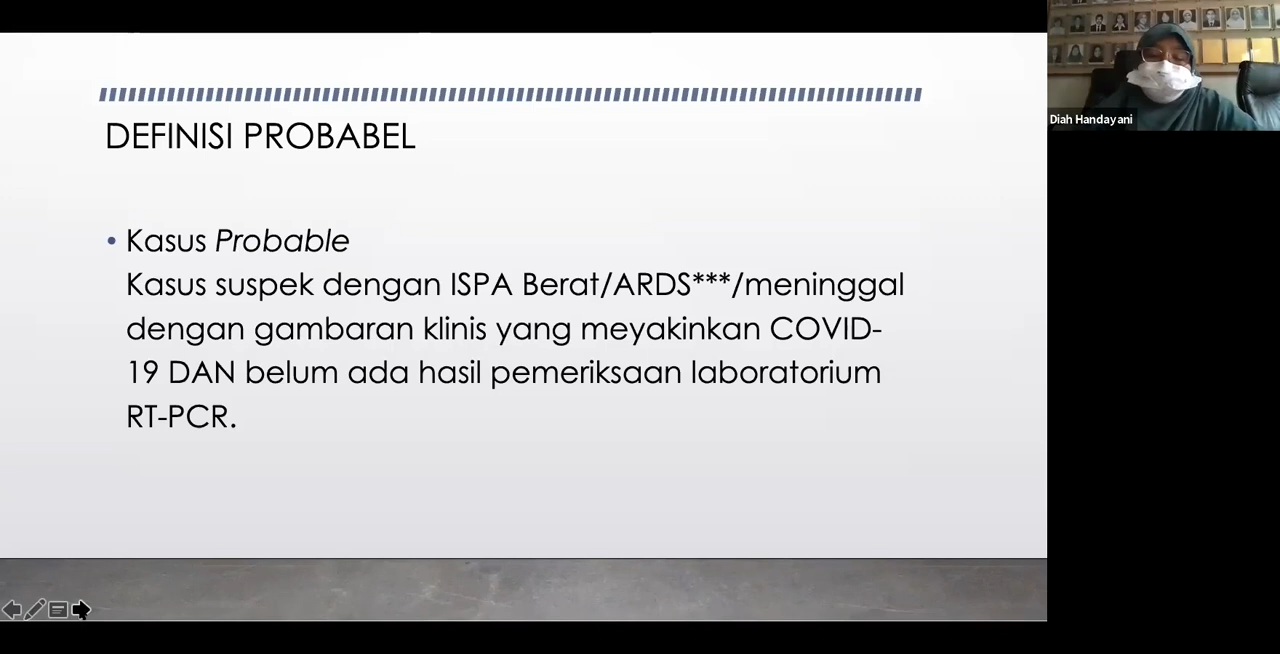 DEFINISI PROBABEL
• Kasus Probable
Kasus suspek dengan ISPA Berat/ARDS***/meninggal
dengan gambaran klinis yang meyakinkan COVID-
19 DAN belum ada hasil pemeriksaan laboratorium
RT-PCR.
Diah Handayani